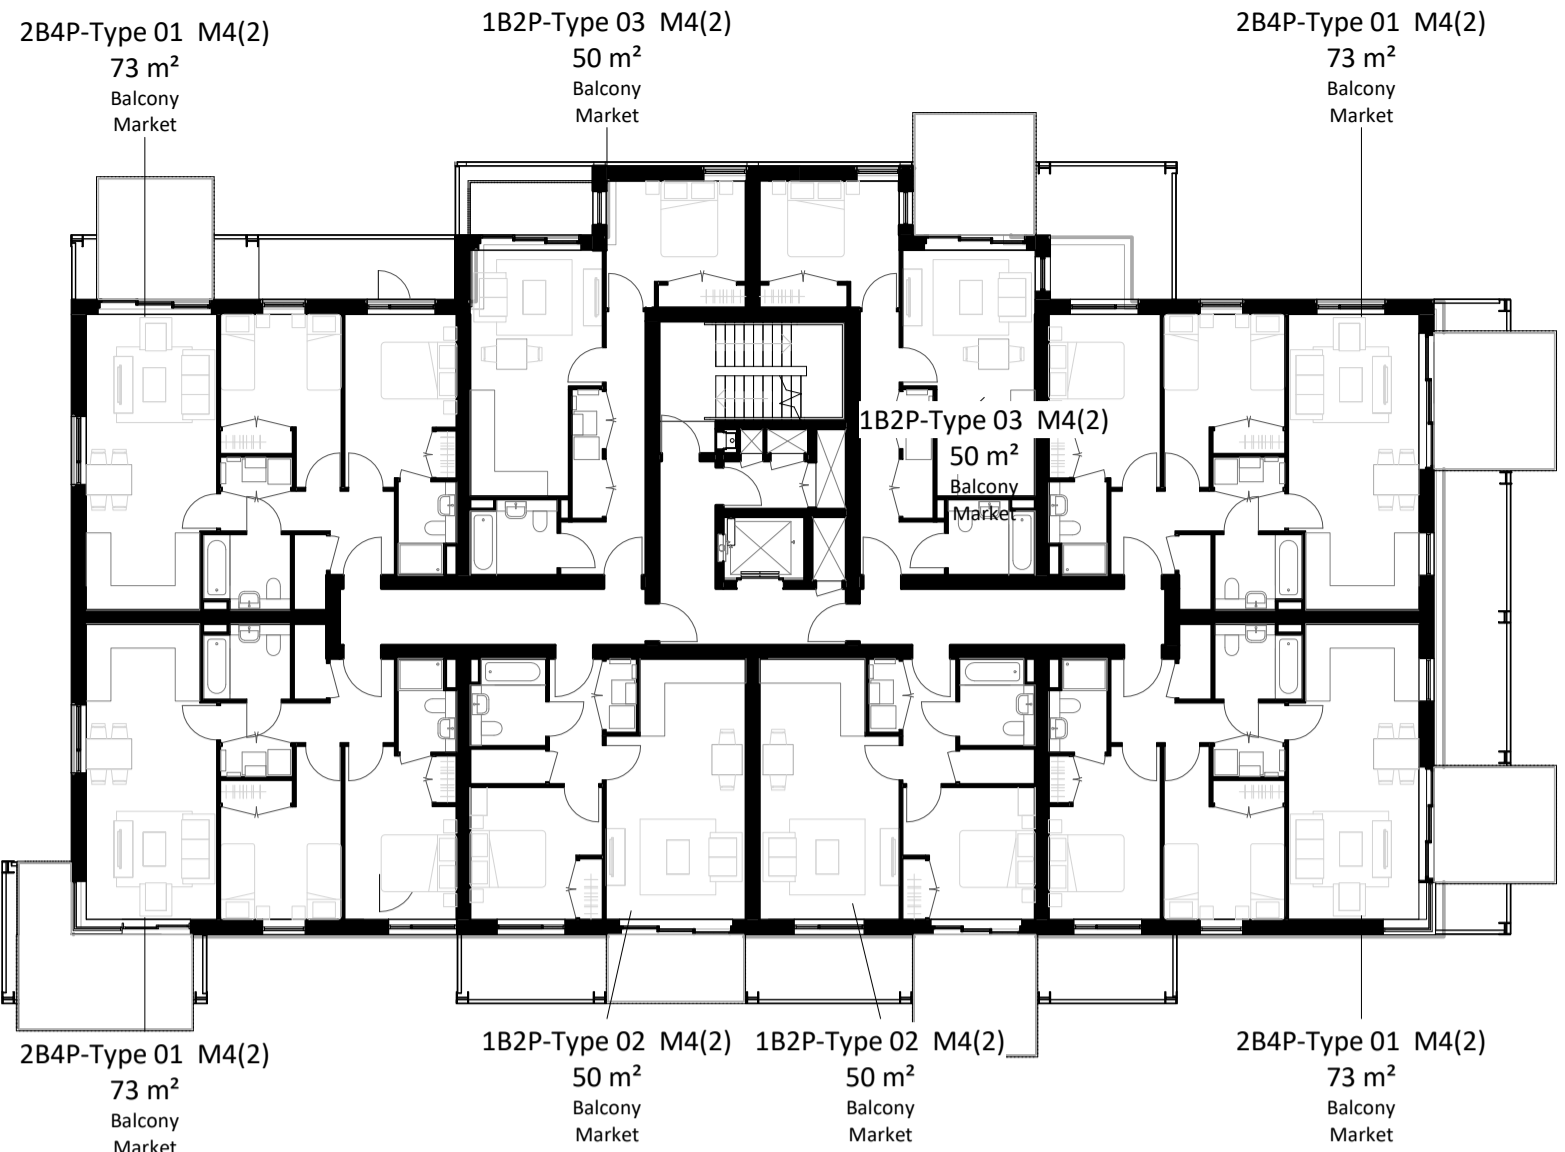 2B4P-Type 01 M4(2)
73 m²
Balcony
Market
1B2P-Type 03 M4(2)
50 m²
Balcony
Market
2B4P-Type 01 M4(2)
73 m²
Balcony
Market
1B2P-Type 03 M4(2)
50 m²
Balcony
Market
2B4P-Type 01 M4(2)
73 m²
Balcony
Market
1B2P-Type 02 M4(2)
50 m²
Balcony
Market
1B2P-Type 02 M4(2)
50 m²
Balcony
Market
2B4P-Type 01 M4(2)
73 m²
Balcony
Market